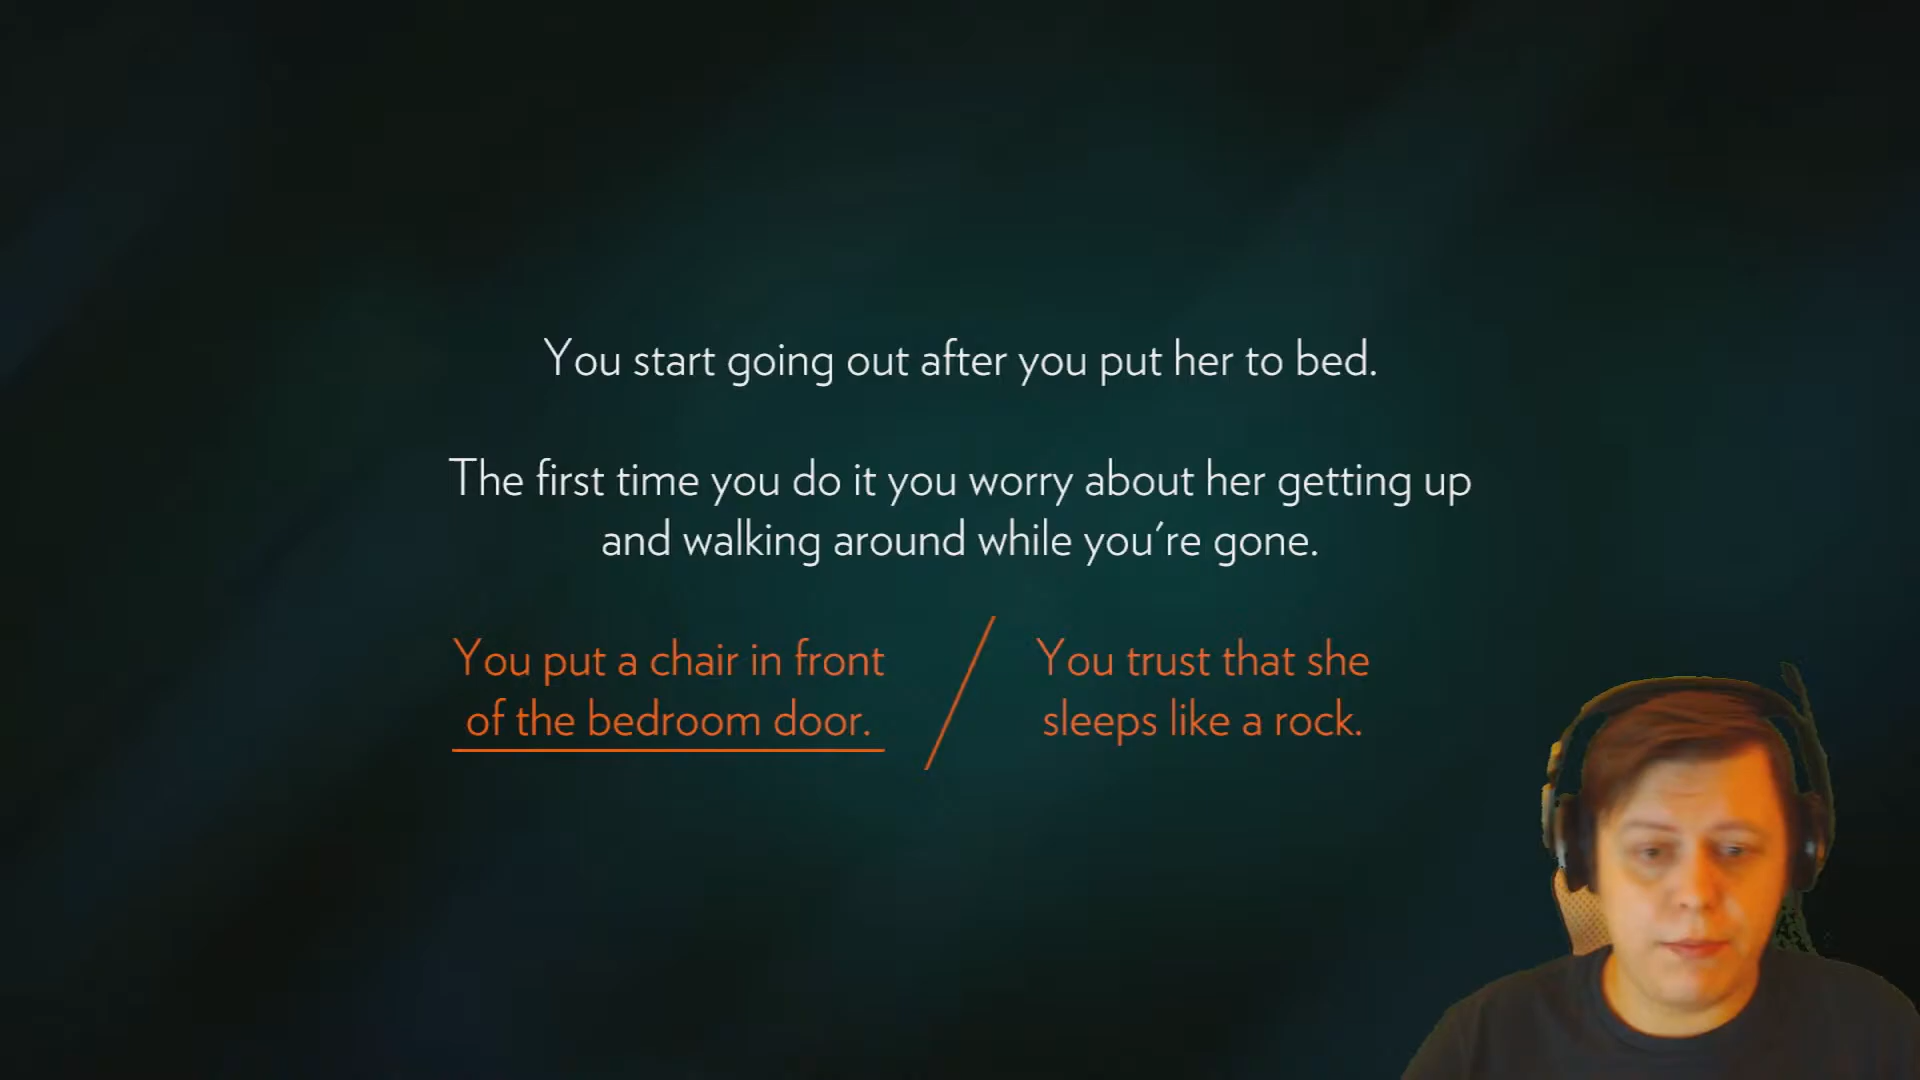 You start going out after you put her to bed.
The first time you do it you worry about her getting up
and walking around while you're gone.
You put a chair in front
of the bedroom door.
You trust that she
sleeps like a rock.